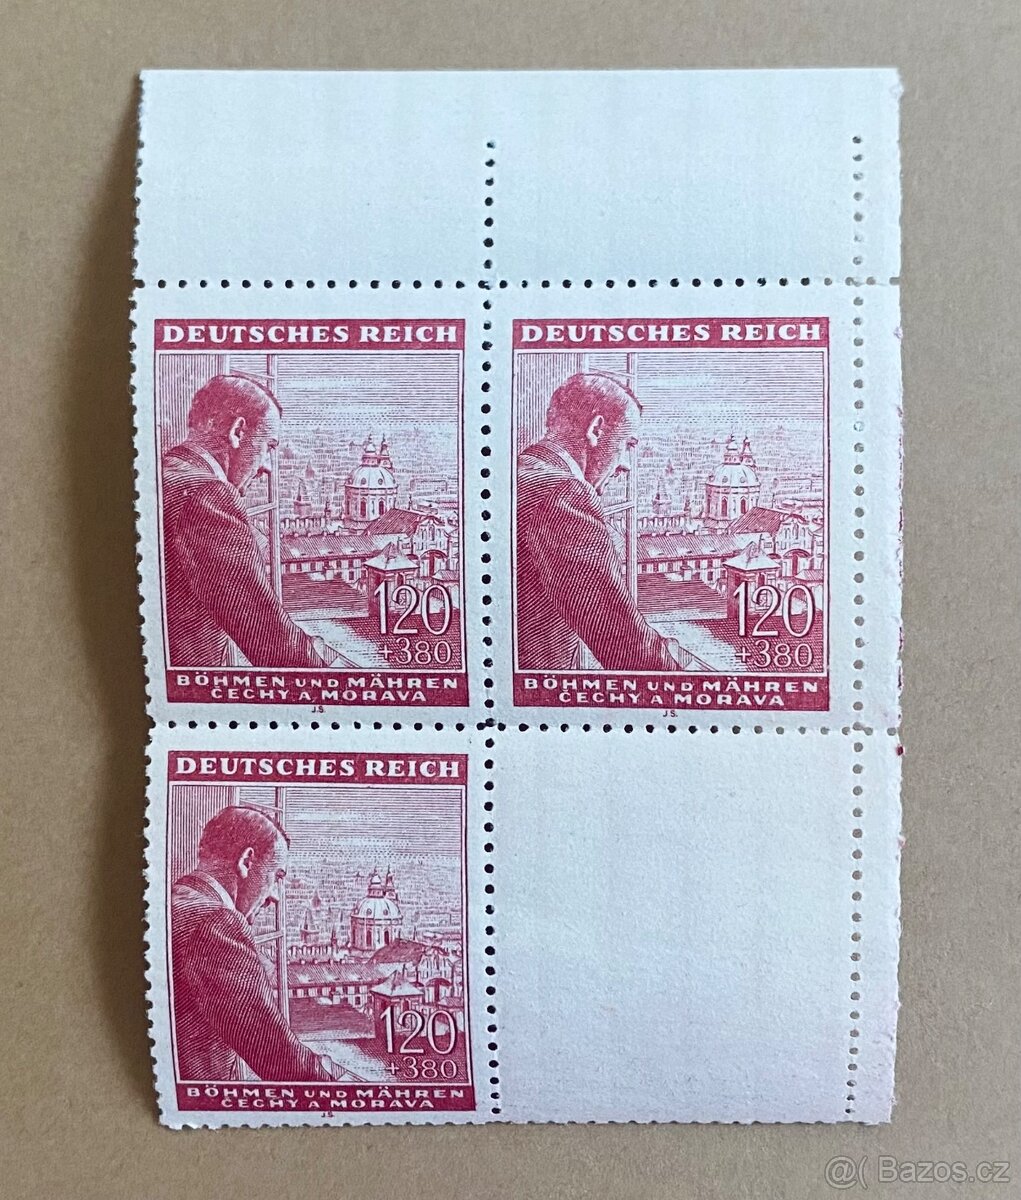 DEUTSCHES REICH
120
+380
BÖHMEN UND MÄHREN
ČECHY A MORAVA
J.S.
DEUTSCHES REICH
120
+380
BÖHMEN UND MÄHREN
ČECHY A MORAVA
J.S.
DEUTSCHES REICH
120
+380
BÖHMEN UND MÄHREN
ČECHY A MORAVA
J.S.
@( Bazos.cz